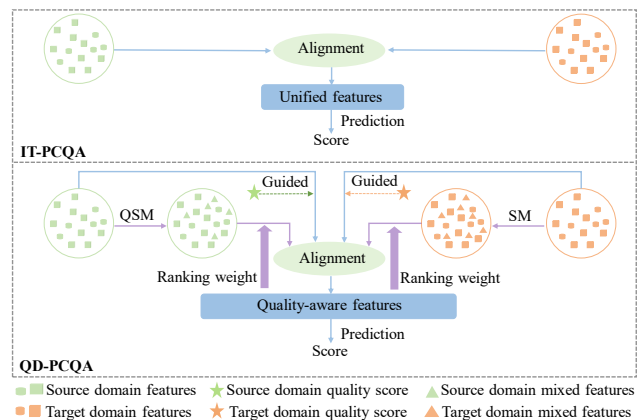 Alignment
Unified features
Prediction
Score
IT-PCQA
Guided Guided
QSM SM
Alignment
Ranking weight Ranking weight
Quality-aware features
Prediction
Score
QD-PCQA
Source domain features Source domain quality score Source domain mixed features
Target domain features Target domain quality score Target domain mixed features